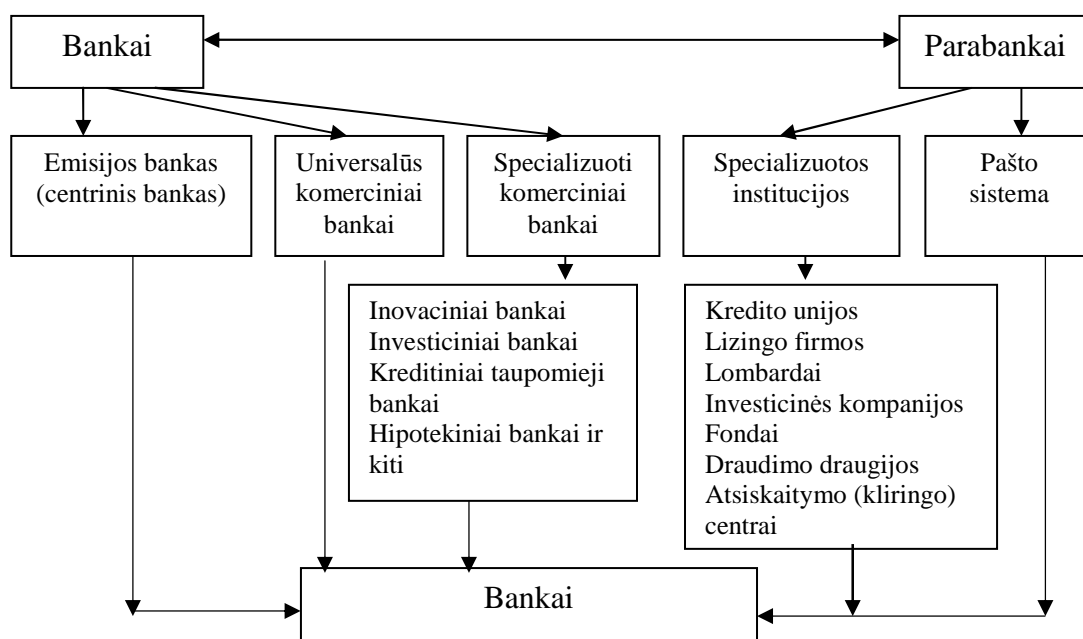 Bankai
Parabankai
Emisijos bankas
(centrinis bankas)
Universalūs
komerciniai
bankai
Specializuoti
komerciniai
bankai
Specializuotos
institucijos
Pašto
sistema
Inovaciniai bankai
Investiciniai bankai
Kreditiniai taupomieji
bankai
Hipotekiniai bankai ir
kiti
Kredito unijos
Lizingo firmos
Lombardai
Investicinės kompanijos
Fondai
Draudimo draugijos
Atsiskaitymo (kliringo)
centrai
Bankai